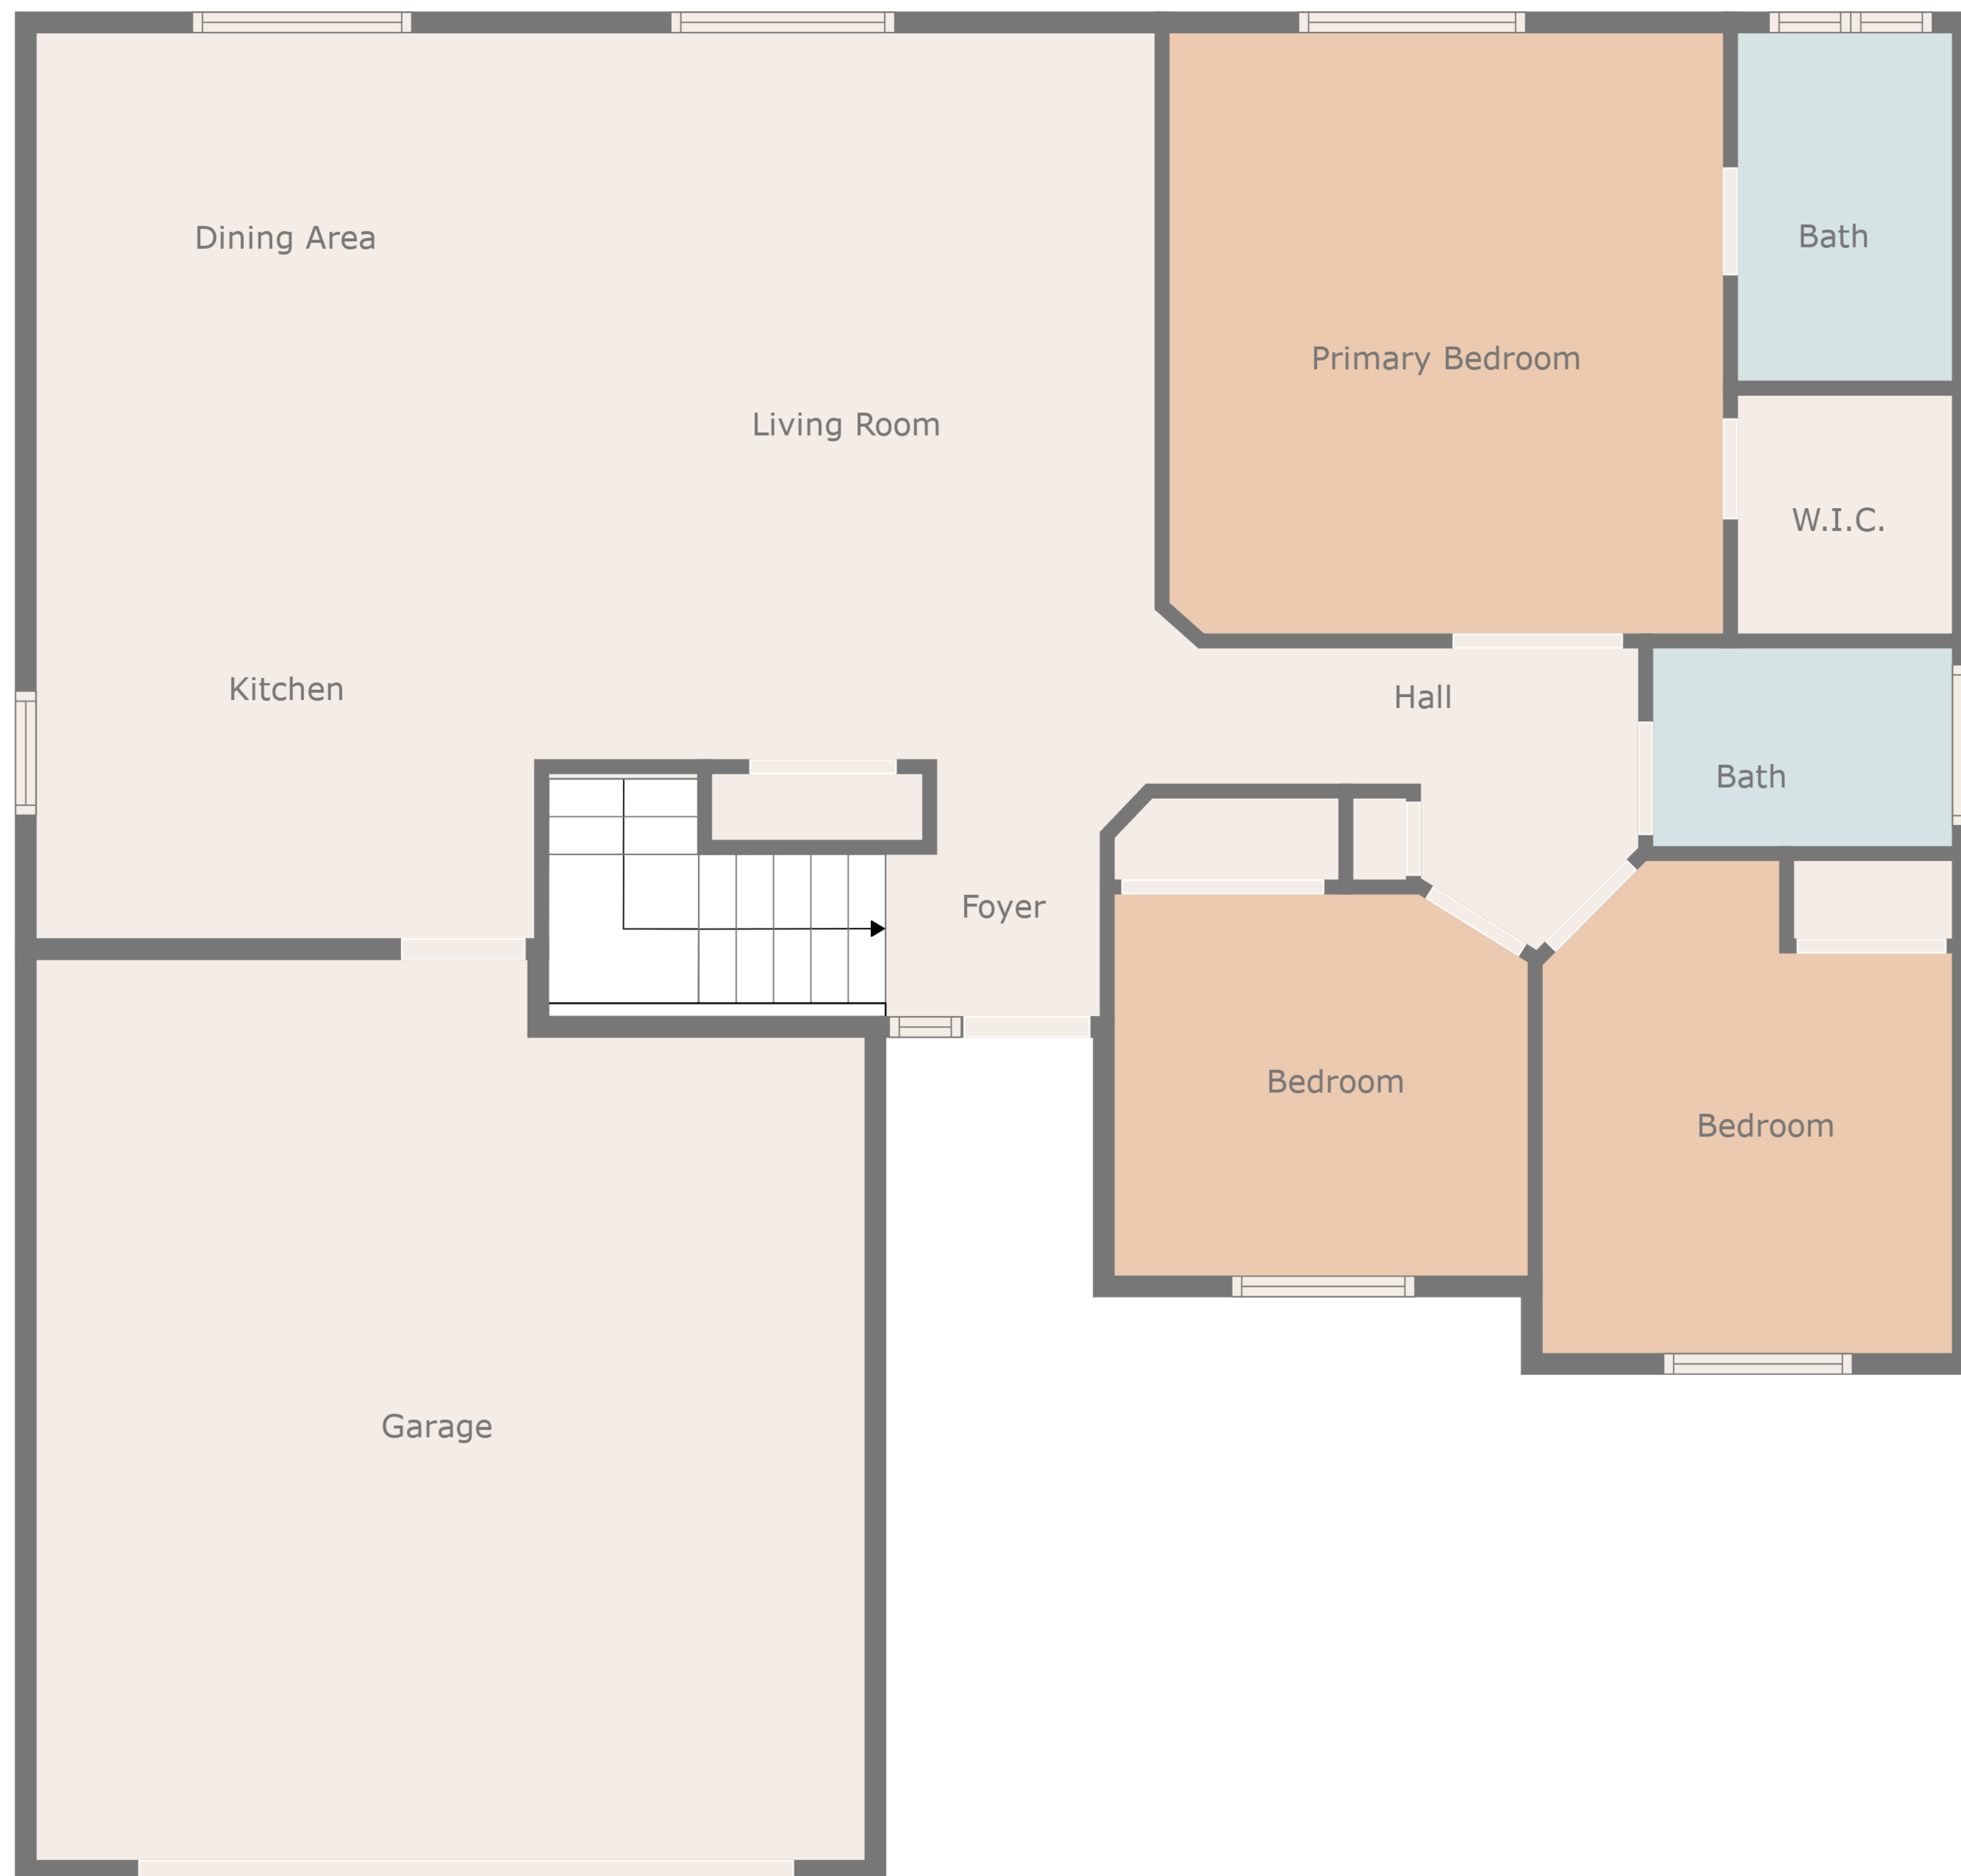 Dining Area
Bath
Primary Bedroom
Living Room
W.I.C.
Kitchen
Hall
Bath
Foyer
Bedroom
Bedroom
Garage